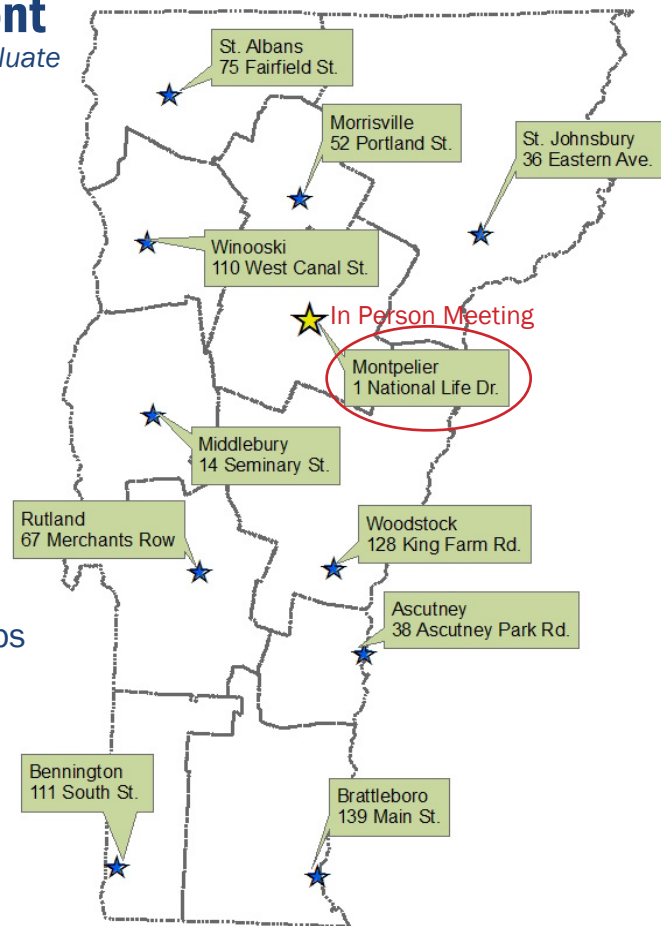 ont
luate
St. Albans
75 Fairfield St.
Morrisville
52 Portland St.
St. Johnsbury
36 Eastern Ave.
Winooski
110 West Canal St.
In Person Meeting
Montpelier
1 National Life Dr.
Middlebury
14 Seminary St.
Rutland
67 Merchants Row
Woodstock
128 King Farm Rd.
Ascutney
38 Ascutney Park Rd.
os
Bennington
111 South St.
Brattleboro
139 Main St.